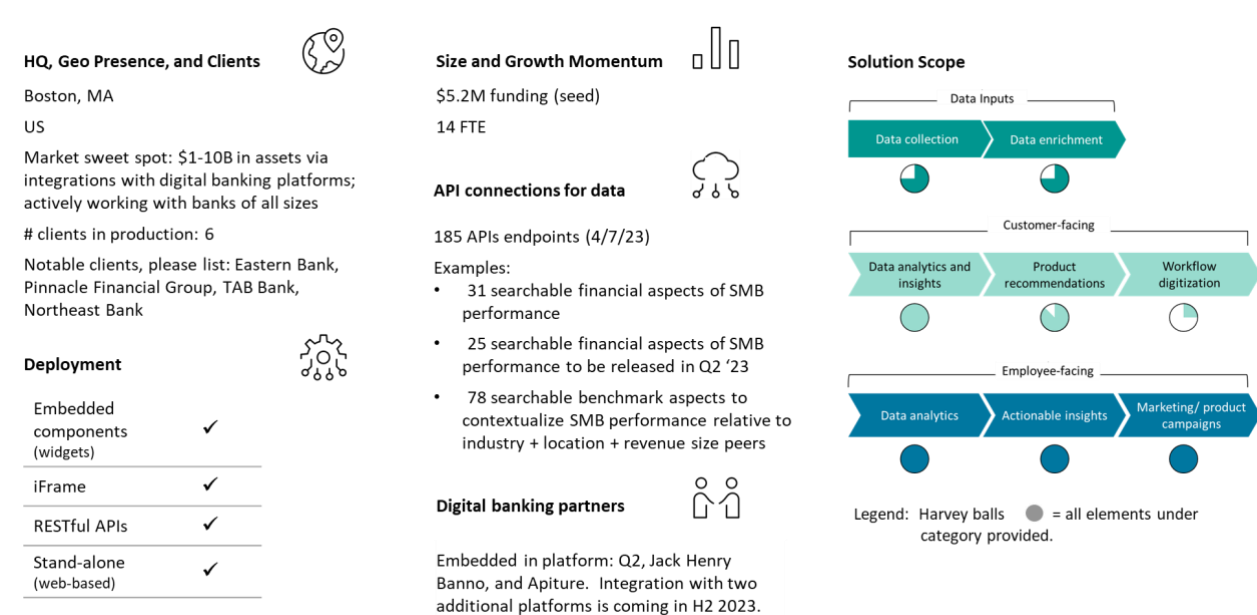 HQ, Geo Presence, and Clients
Boston, MA
US
Market sweet spot: $1-10B in assets via
integrations with digital banking platforms;
actively working with banks of all sizes
# clients in production: 6
Notable clients, please list: Eastern Bank,
Pinnacle Financial Group, TAB Bank,
Northeast Bank
Deployment
Embedded
components
(widgets)
✓
iFrame ✓
RESTful APIs ✓
Stand-alone
(web-based)
✓
Size and Growth Momentum
$5.2M funding (seed)
14 FTE
API connections for data
185 APIs endpoints (4/7/23)
Examples:
• 31 searchable financial aspects of SMB
performance
• 25 searchable financial aspects of SMB
performance to be released in Q2 ‘23
• 78 searchable benchmark aspects to
contextualize SMB performance relative to
industry + location + revenue size peers
Digital banking partners
Embedded in platform: Q2, Jack Henry
Banno, and Apiture. Integration with two
additional platforms is coming in H2 2023.
Solution Scope
Data Inputs
Data collection
Data enrichment
Customer-facing
Data analytics and
insights
Product
recommendations
Workflow
digitization
Employee-facing
Data analytics
Actionable insights
Marketing/ product
campaigns
Legend: Harvey balls = all elements under
category provided.